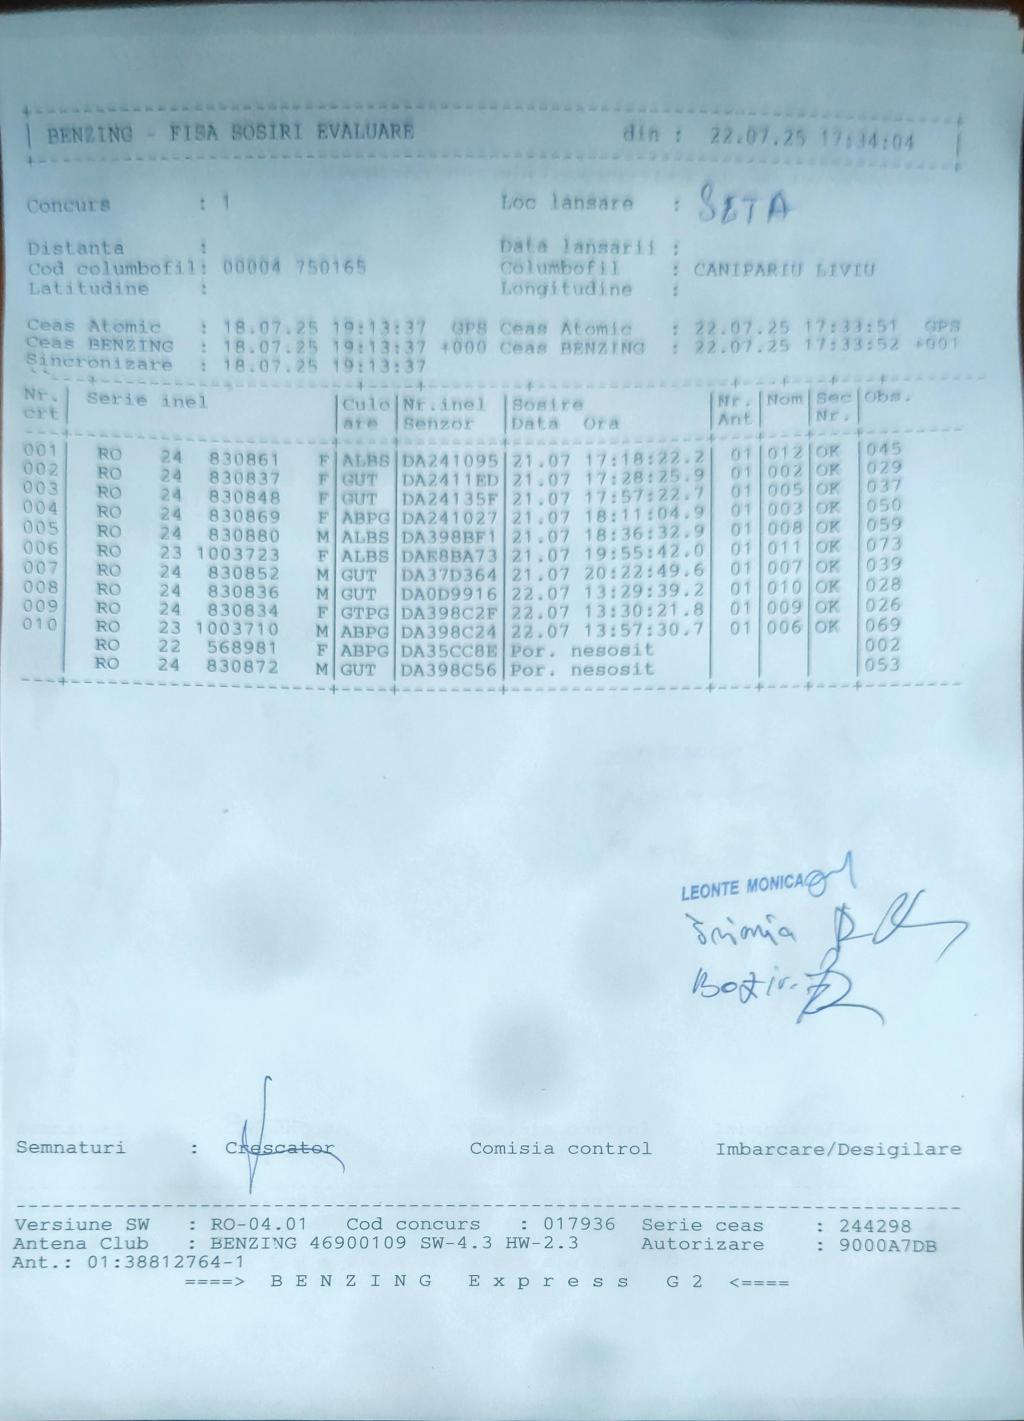 BENZING - FISA SOSIRI EVALUARE din : 22.07.25 17:34:04
Concurs : 1 Loc lansare : SETA
Distanta : Data lansarii :
Cod columbofil: 00004 750165 Columbofil : CANIPARIU LIVIU
Latitudine : Longitudine :
Ceas Atomic : 18.07.25 19:13:37 GPS Ceas Atomic : 22.07.25 17:33:51 GPS
Ceas BENZING : 18.07.25 19:13:37 +000 Ceas BENZING : 22.07.25 17:33:52 +001
Sincronizare : 18.07.25 19:13:37
Nr. Serie inel Culo Nr.inel Sosire Nr. Nom Sec Obs.
crt are Senzor Data Ora Ant Nr.
001 RO 24 830861 F ALBS DA241095 21.07 17:18:22.2 01 012 OK 045
002 RO 24 830837 F GUT DA2411ED 21.07 17:28:25.9 01 002 OK 029
003 RO 24 830848 F GUT DA24135F 21.07 17:57:22.7 01 005 OK 037
004 RO 24 830869 F ABPG DA241027 21.07 18:11:04.9 01 003 OK 050
005 RO 24 830880 M ALBS DA398BF1 21.07 18:36:32.9 01 008 OK 059
006 RO 23 1003723 F ALBS DAE8BA73 21.07 19:55:42.0 01 011 OK 073
007 RO 24 830852 M GUT DA37D364 21.07 20:22:49.6 01 007 OK 039
008 RO 24 830836 M GUT DA0D9916 22.07 13:29:39.2 01 010 OK 028
009 RO 24 830834 F GTPG DA398C2F 22.07 13:30:21.8 01 009 OK 026
010 RO 23 1003710 M ABPG DA398C24 22.07 13:57:30.7 01 006 OK 069
RO 22 568981 F ABPG DA35CC8E Por. nesosit 002
RO 24 830872 M GUT DA398C56 Por. nesosit 053
LEONTE MONICA
Semnaturi : Crescator Comisia control Imbarcare/Desigilare
Versiune SW : RO-04.01 Cod concurs : 017936 Serie ceas : 244298
Antena Club : BENZING 46900109 SW-4.3 HW-2.3 Autorizare : 9000A7DB
Ant.: 01:38812764-1
====> B E N Z I N G E x p r e s s G 2 <====